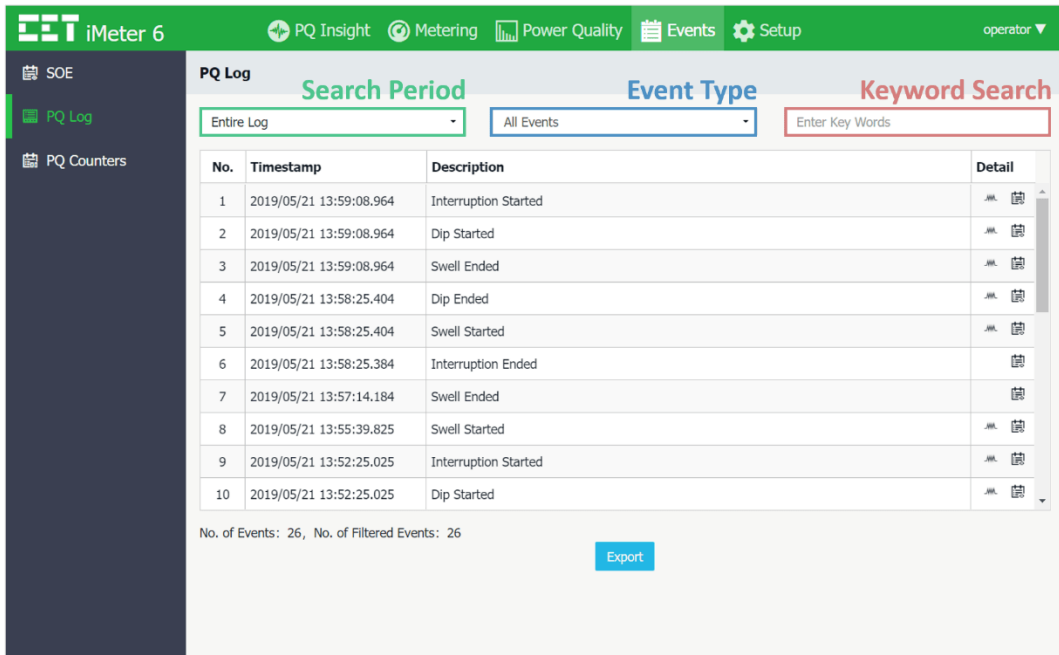 CET iMeter 6 PQ Insight Metering Power Quality Events Setup operator ▼
SOE
PQ Log
PQ Counters
PQ Log
Search Period Event Type Keyword Search
Entire Log All Events Enter Key Words
No. Timestamp Description Detail
1 2019/05/21 13:59:08.964 Interruption Started
2 2019/05/21 13:59:08.964 Dip Started
3 2019/05/21 13:59:08.964 Swell Ended
4 2019/05/21 13:58:25.404 Dip Ended
5 2019/05/21 13:58:25.404 Swell Started
6 2019/05/21 13:58:25.384 Interruption Ended
7 2019/05/21 13:57:14.184 Swell Ended
8 2019/05/21 13:55:39.825 Swell Started
9 2019/05/21 13:52:25.025 Interruption Started
10 2019/05/21 13:52:25.025 Dip Started
No. of Events: 26, No. of Filtered Events: 26
Export